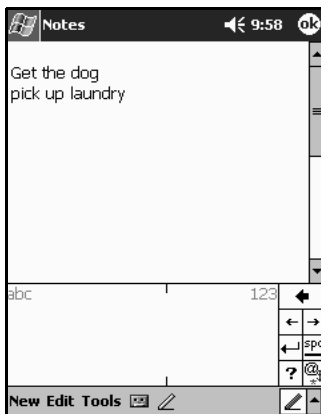 Notes 9:58 ok
Get the dog
pick up laundry
abc 123
spc
? @
New Edit Tools